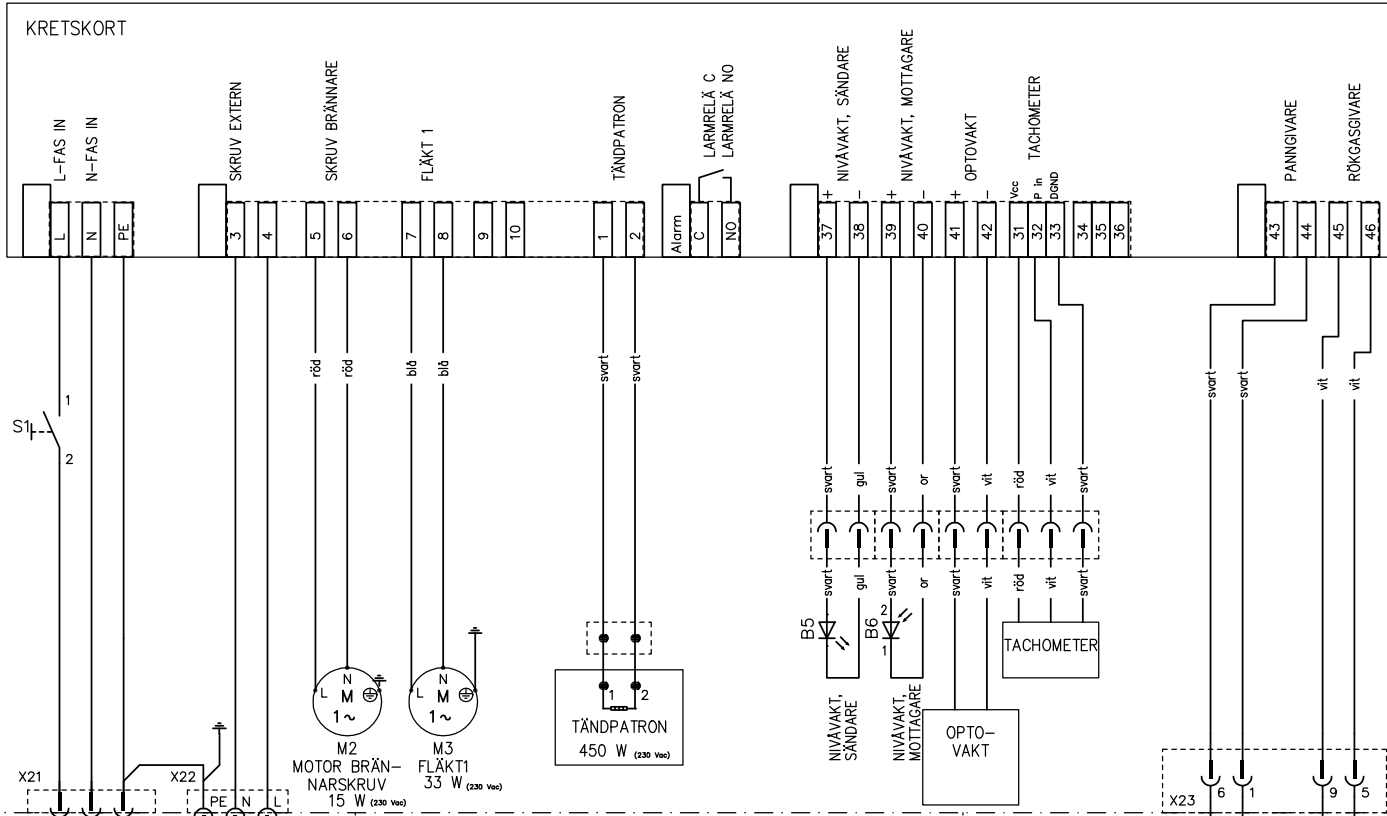 KRETSKORT
L-FAS IN
N-FAS IN
SKRUV EXTERN
SKRUV BRÄNNARE
FLÄKT 1
TÄNDPATRON
LARMRELÄ C
LARMRELÄ NO
NIVÅVAKT, SÄNDARE
NIVÅVAKT, MOTTAGARE
OPTOVAKT
TACHOMETER
PANNGIVARE
RÖKGASGIVARE
+ - + - + - Vcc P in DGND
L N PE 3 4 5 6 7 8 9 10 1 2 Alarm C NO 37 38 39 40 41 42 31 32 33 34 35 36 43 44 45 46
röd röd blå blå svart svart svart svart vit vit
S1 1
2
svart gul svart or svart vit röd vit svart
svart gul svart or svart vit röd vit svart
B5
B6 2
1
TACHOMETER
NIVÅVAKT,
SÄNDARE
NIVÅVAKT,
MOTTAGARE
OPTO-
VAKT
L N
M
1~
M2
MOTOR BRÄN-
NARSKRUV
15 W (230 Vac)
L N
M
1~
M3
FLÄKT1
33 W (230 Vac)
1 2
TÄNDPATRON
450 W (230 Vac)
X21
X22
PE N L
X23
6 1 9 5